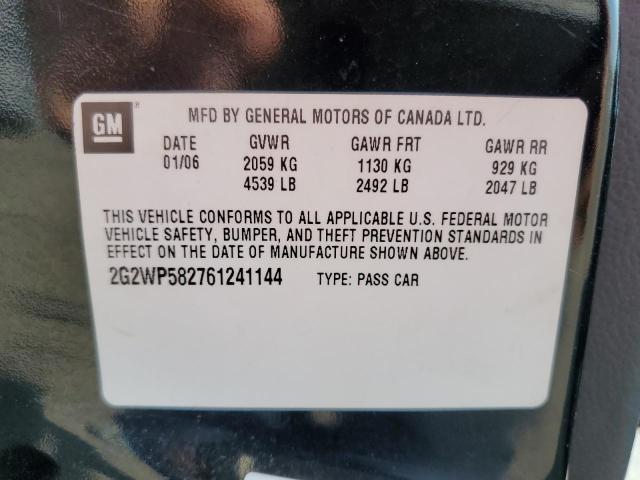 GM
MFD BY GENERAL MOTORS OF CANADA LTD.
DATE GVWR GAWR FRT GAWR RR
01/06 2059 KG 1130 KG 929 KG
4539 LB 2492 LB 2047 LB
THIS VEHICLE CONFORMS TO ALL APPLICABLE U.S. FEDERAL MOTOR
VEHICLE SAFETY, BUMPER, AND THEFT PREVENTION STANDARDS IN
EFFECT ON THE DATE OF MANUFACTURE SHOWN ABOVE.
2G2WP582761241144 TYPE: PASS CAR